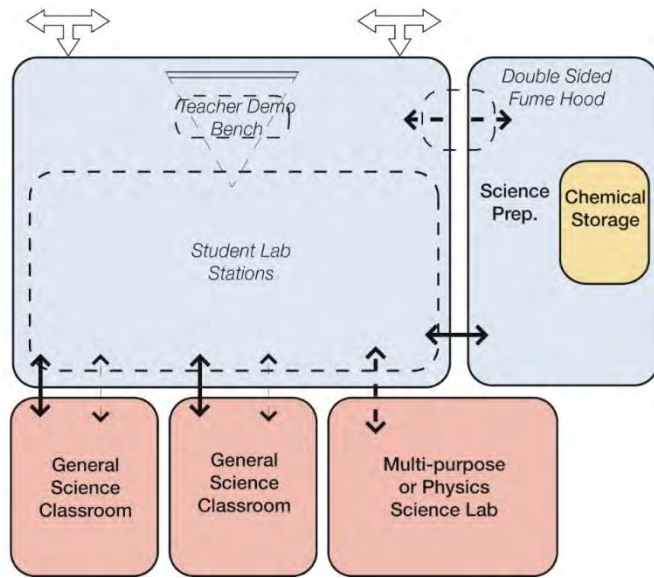 Teacher Demo
Bench
Double Sided
Fume Hood
Science
Prep.
Chemical
Storage
Student Lab
Stations
General
Science
Classroom
General
Science
Classroom
Multi-purpose
or Physics
Science Lab